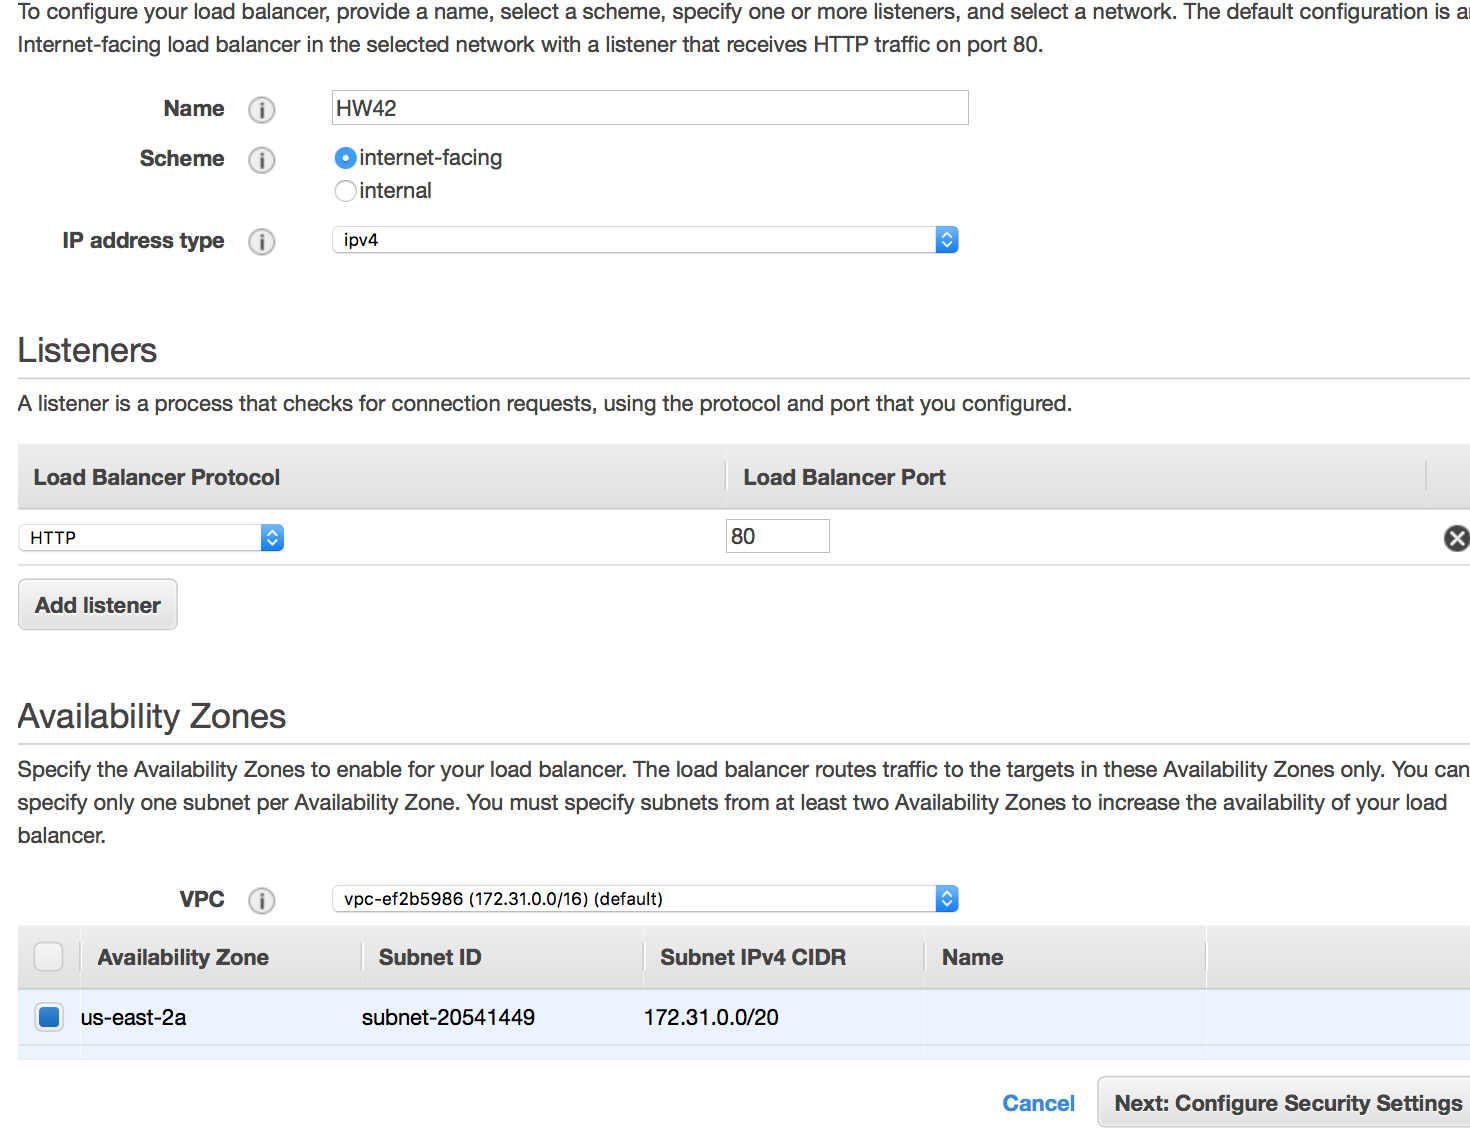 To configure your load balancer, provide a name, select a scheme, specify one or more listeners, and select a network. The default configuration is
Internet-facing load balancer in the selected network with a listener that receives HTTP traffic on port 80.
Name i HW42
Scheme i internet-facing
internal
IP address type i ipv4
Listeners
A listener is a process that checks for connection requests, using the protocol and port that you configured.
Load Balancer Protocol Load Balancer Port
HTTP 80
Add listener
Availability Zones
Specify the Availability Zones to enable for your load balancer. The load balancer routes traffic to the targets in these Availability Zones only. You can
specify only one subnet per Availability Zone. You must specify subnets from at least two Availability Zones to increase the availability of your load
balancer.
VPC i vpc-ef2b5986 (172.31.0.0/16) (default)
Availability Zone Subnet ID Subnet IPv4 CIDR Name
us-east-2a subnet-20541449 172.31.0.0/20
Cancel Next: Configure Security Settings